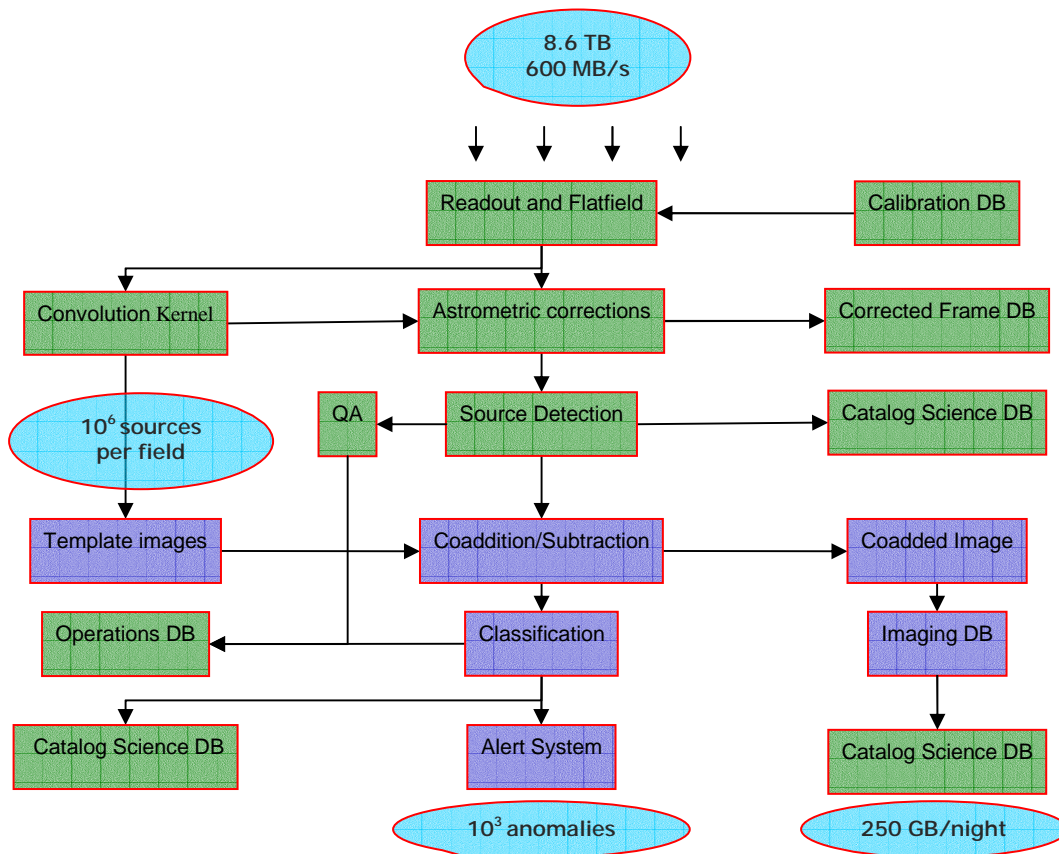 8.6 TB
600 MB/s
Readout and Flatfield
Calibration DB
Convolution Kernel
Astrometric corrections
Corrected Frame DB
10⁶ sources
per field
QA
Source Detection
Catalog Science DB
Template images
Coaddition/Subtraction
Coadded Image
Operations DB
Classification
Imaging DB
Catalog Science DB
Alert System
Catalog Science DB
10³ anomalies
250 GB/night